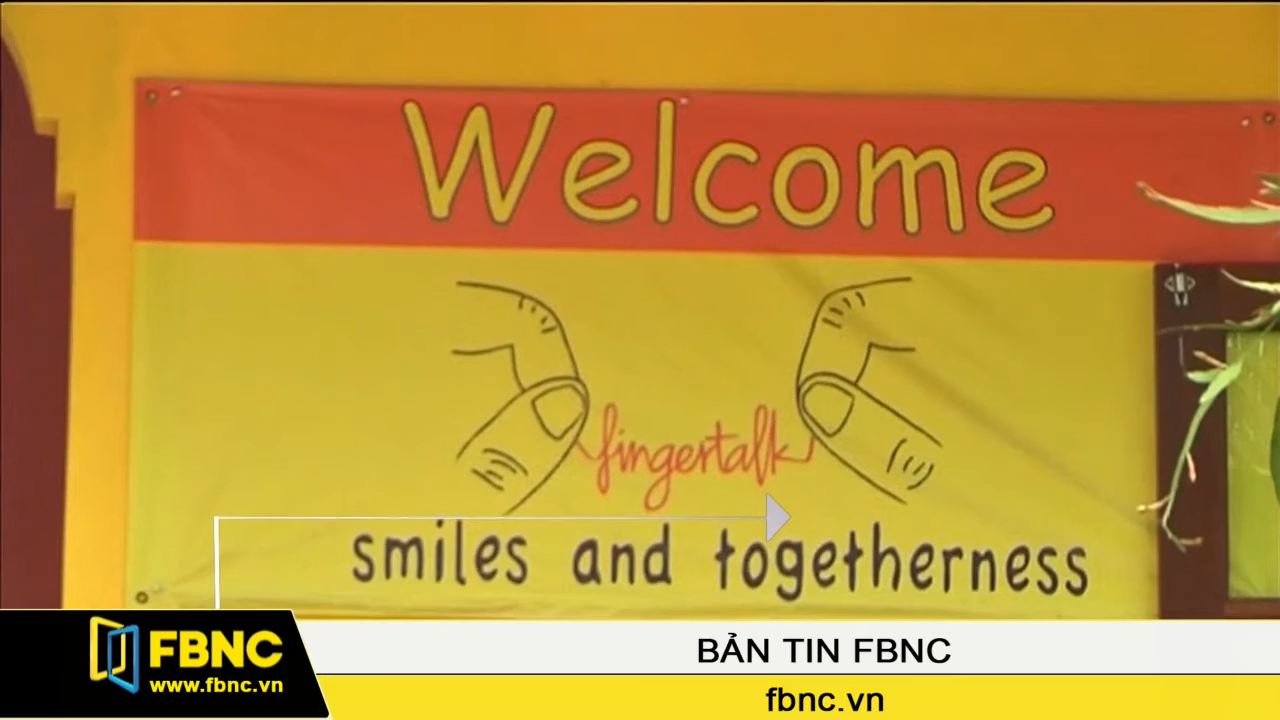 Welcome
fingertalk
smiles and togetherness
FBNC
www.fbnc.vn
BẢN TIN FBNC
fbnc.vn